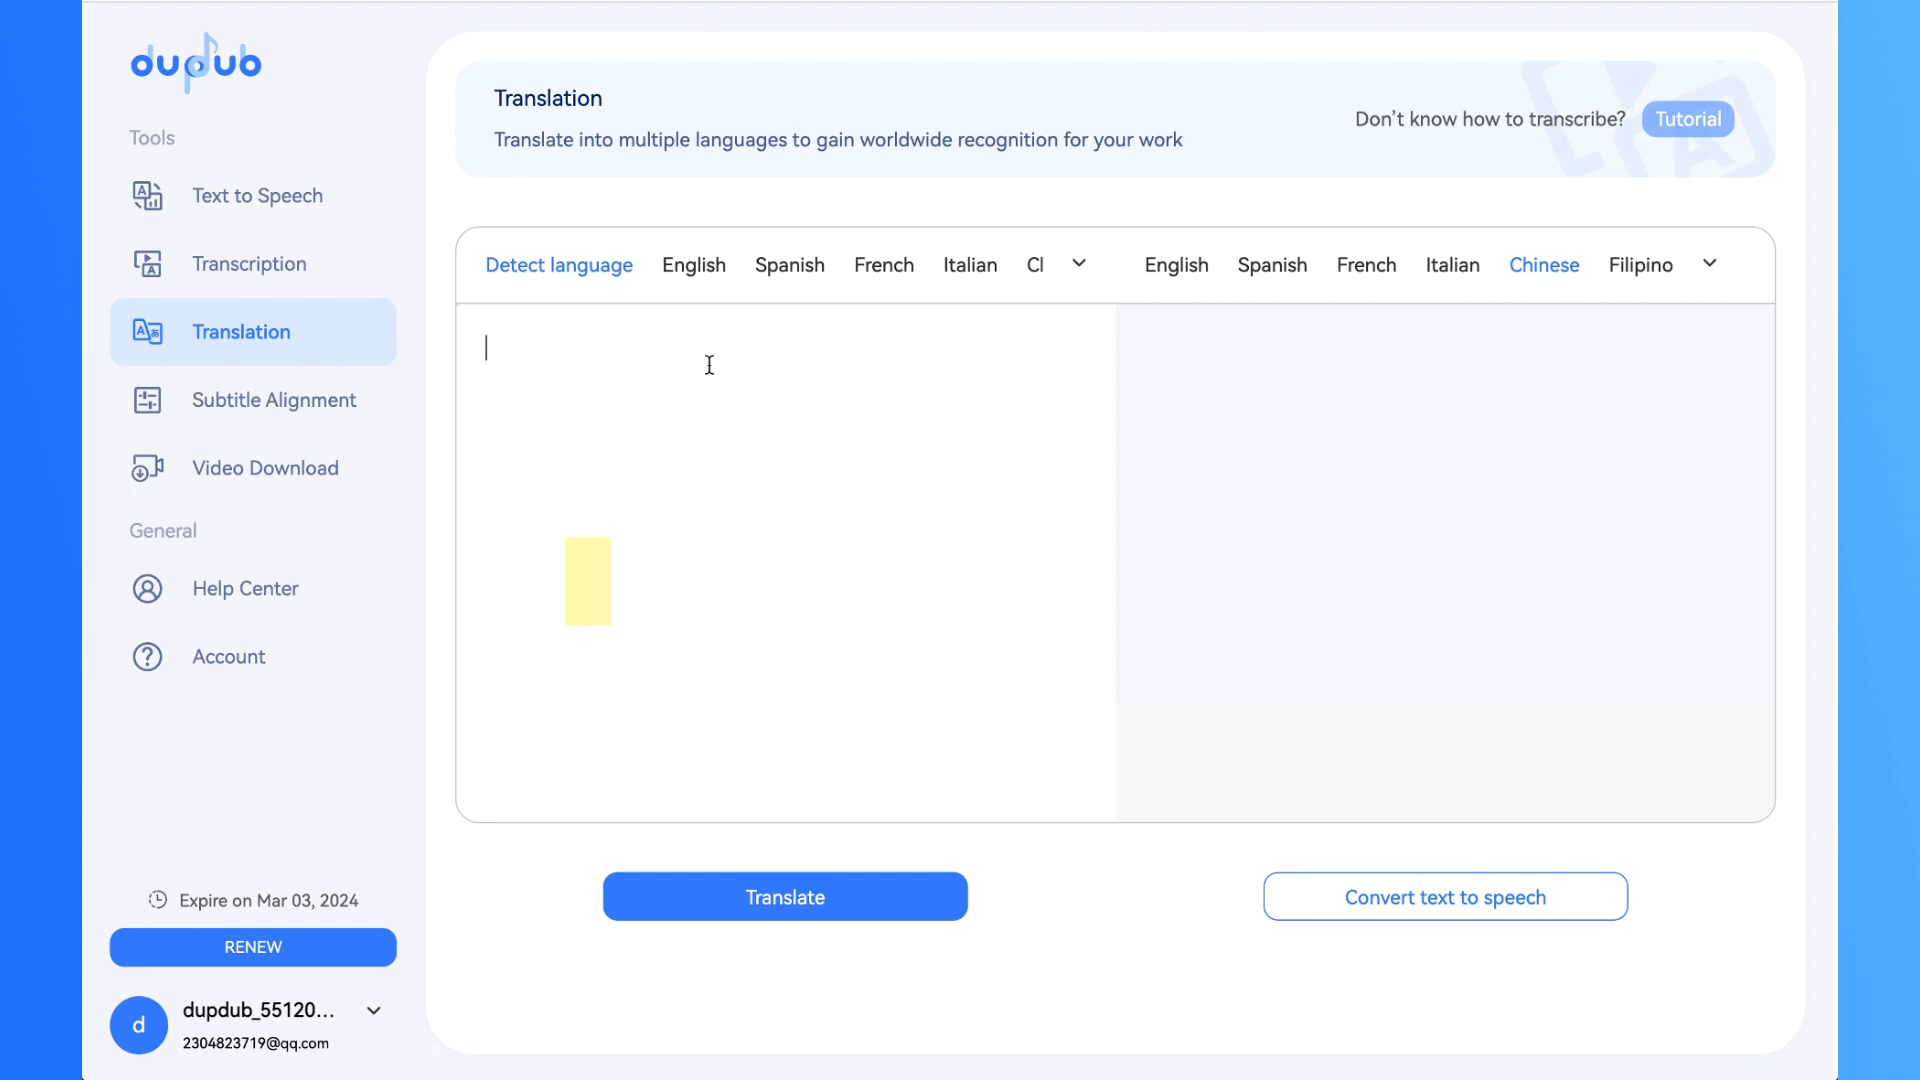 dupdub
Tools
Text to Speech
Transcription
Translation
Subtitle Alignment
Video Download
General
Help Center
Account
Expire on Mar 03, 2024
RENEW
d
dupdub_55120...
2304823719@qq.com
Translation
Translate into multiple languages to gain worldwide recognition for your work
Don't know how to transcribe? Tutorial
Detect language English Spanish French Italian
English Spanish French Italian Chinese Filipino
Translate
Convert text to speech